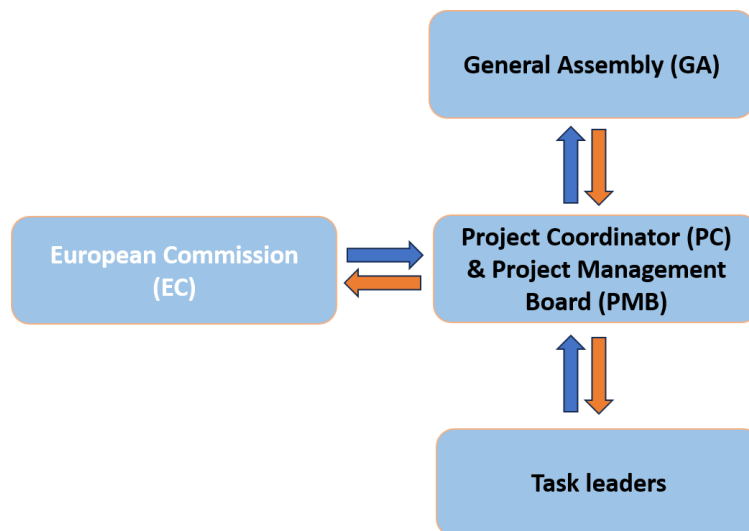 General Assembly (GA)
European Commission
(EC)
Project Coordinator (PC)
& Project Management
Board (PMB)
Task leaders